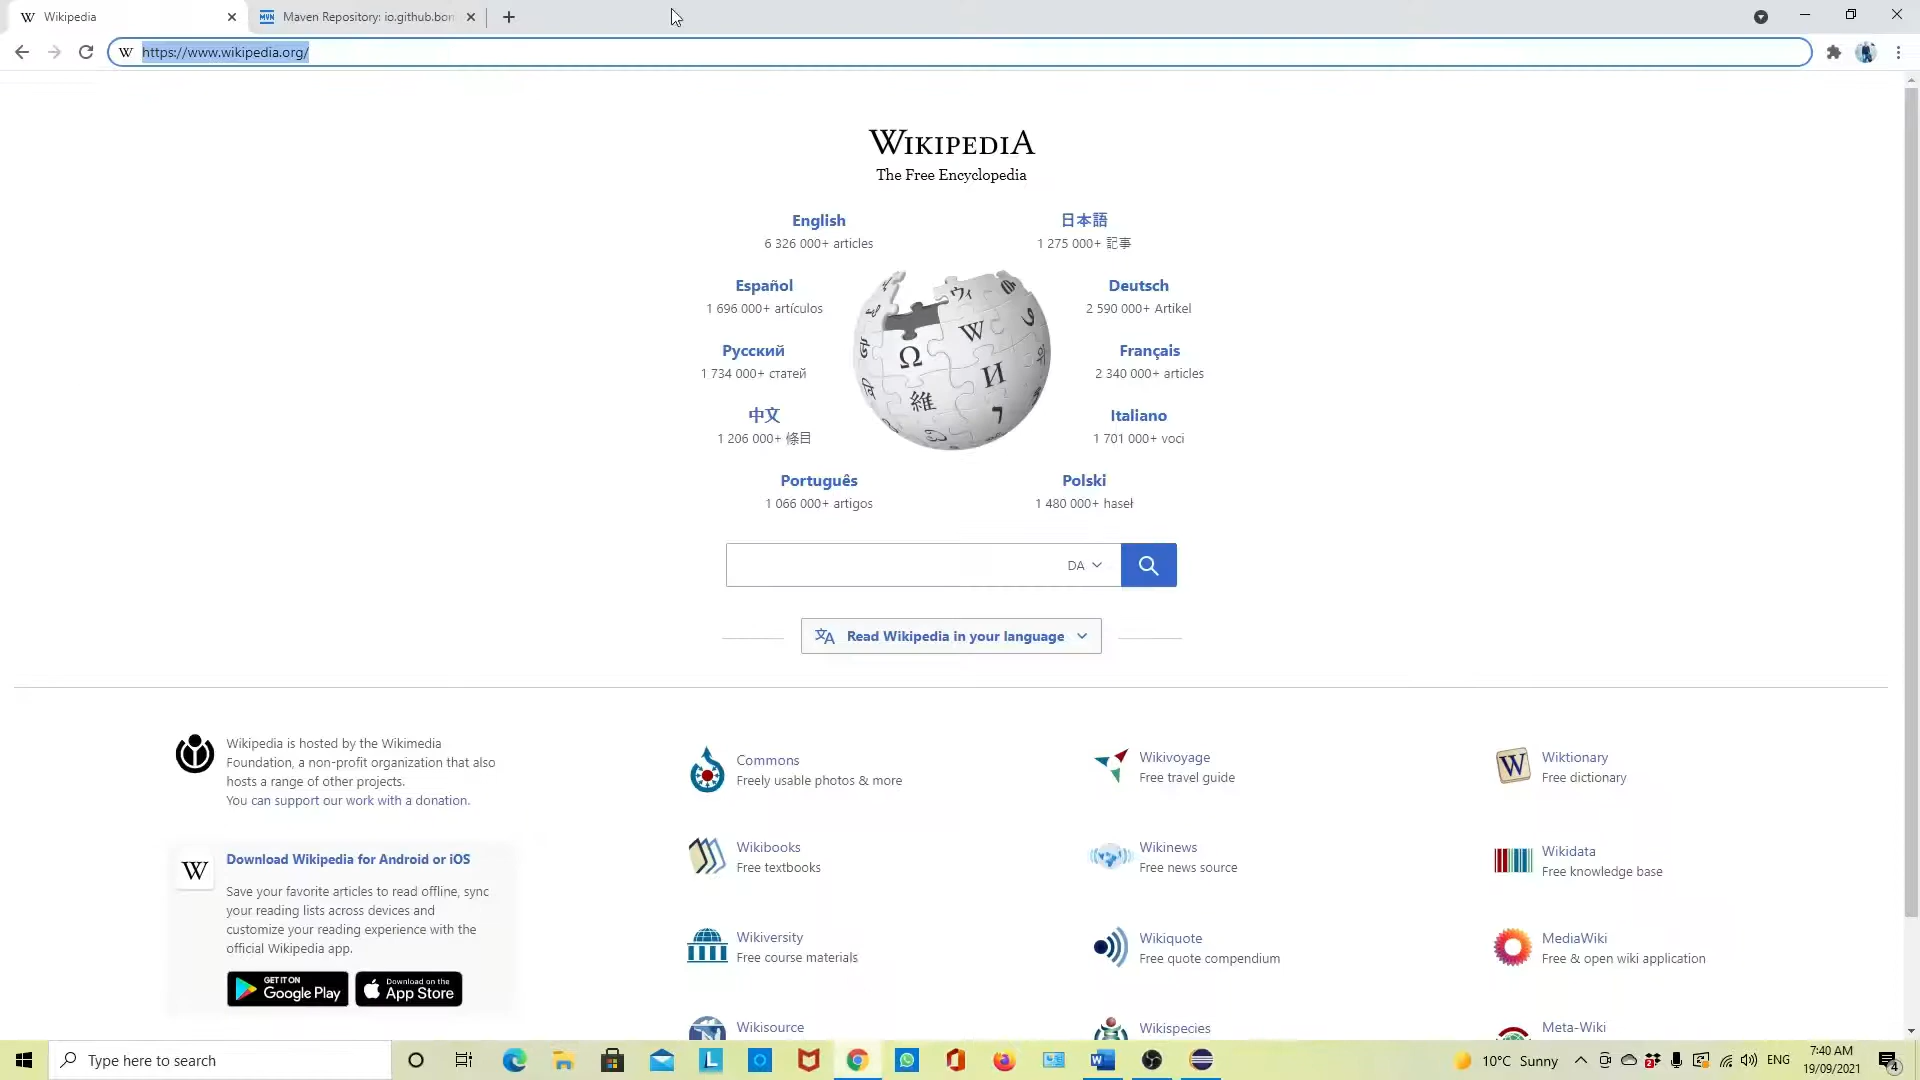 Wikipedia
Maven Repository: io.github.bon
https://www.wikipedia.org/
WIKIPEDIA
The Free Encyclopedia
English
6 326 000+ articles
日本語
1 275 000+ 記事
Español
1 696 000+ artículos
Deutsch
2 590 000+ Artikel
Русский
1 734 000+ статей
Français
2 340 000+ articles
中文
1 206 000+ 條目
Italiano
1 701 000+ voci
Português
1 066 000+ artigos
Polski
1 480 000+ haseł
DA
Read Wikipedia in your language
Wikipedia is hosted by the Wikimedia
Foundation, a non-profit organization that also
hosts a range of other projects.
You can support our work with a donation.
Download Wikipedia for Android or iOS
Save your favorite articles to read offline, sync
your reading lists across devices and
customize your reading experience with the
official Wikipedia app.
GET IT ON
Google Play
Download on the
App Store
Commons
Freely usable photos & more
Wikivoyage
Free travel guide
Wiktionary
Free dictionary
Wikibooks
Free textbooks
Wikinews
Free news source
Wikidata
Free knowledge base
Wikiversity
Free course materials
Wikiquote
Free quote compendium
MediaWiki
Free & open wiki application
Wikisource
Wikispecies
Meta-Wiki
Type here to search
10°C Sunny
ENG
7:40 AM
19/09/2021
4